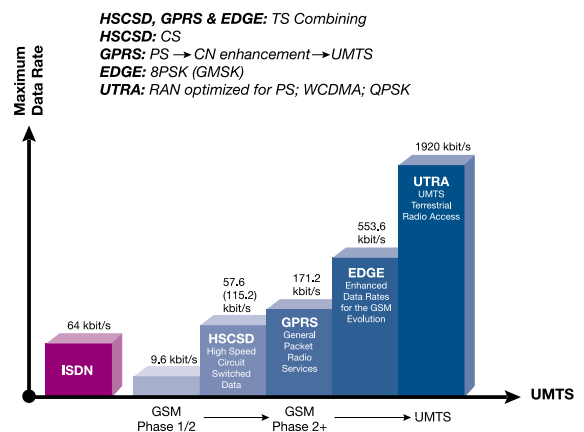 HSCSD, GPRS & EDGE: TS Combining
HSCSD: CS
GPRS: PS → CN enhancement → UMTS
EDGE: 8PSK (GMSK)
UTRA: RAN optimized for PS; WCDMA; QPSK
Maximum
Data Rate
1920 kbit/s
UTRA
UMTS
Terrestrial
Radio Access
553.6
kbit/s
EDGE
Enhanced
Data Rates
for the GSM
Evolution
171.2
kbit/s
GPRS
General
Packet
Radio
Services
57.6
(115.2)
kbit/s
HSCSD
High Speed
Circuit
Switched
Data
9.6 kbit/s
64 kbit/s
ISDN
UMTS
GSM
Phase 1/2
GSM
Phase 2+
UMTS